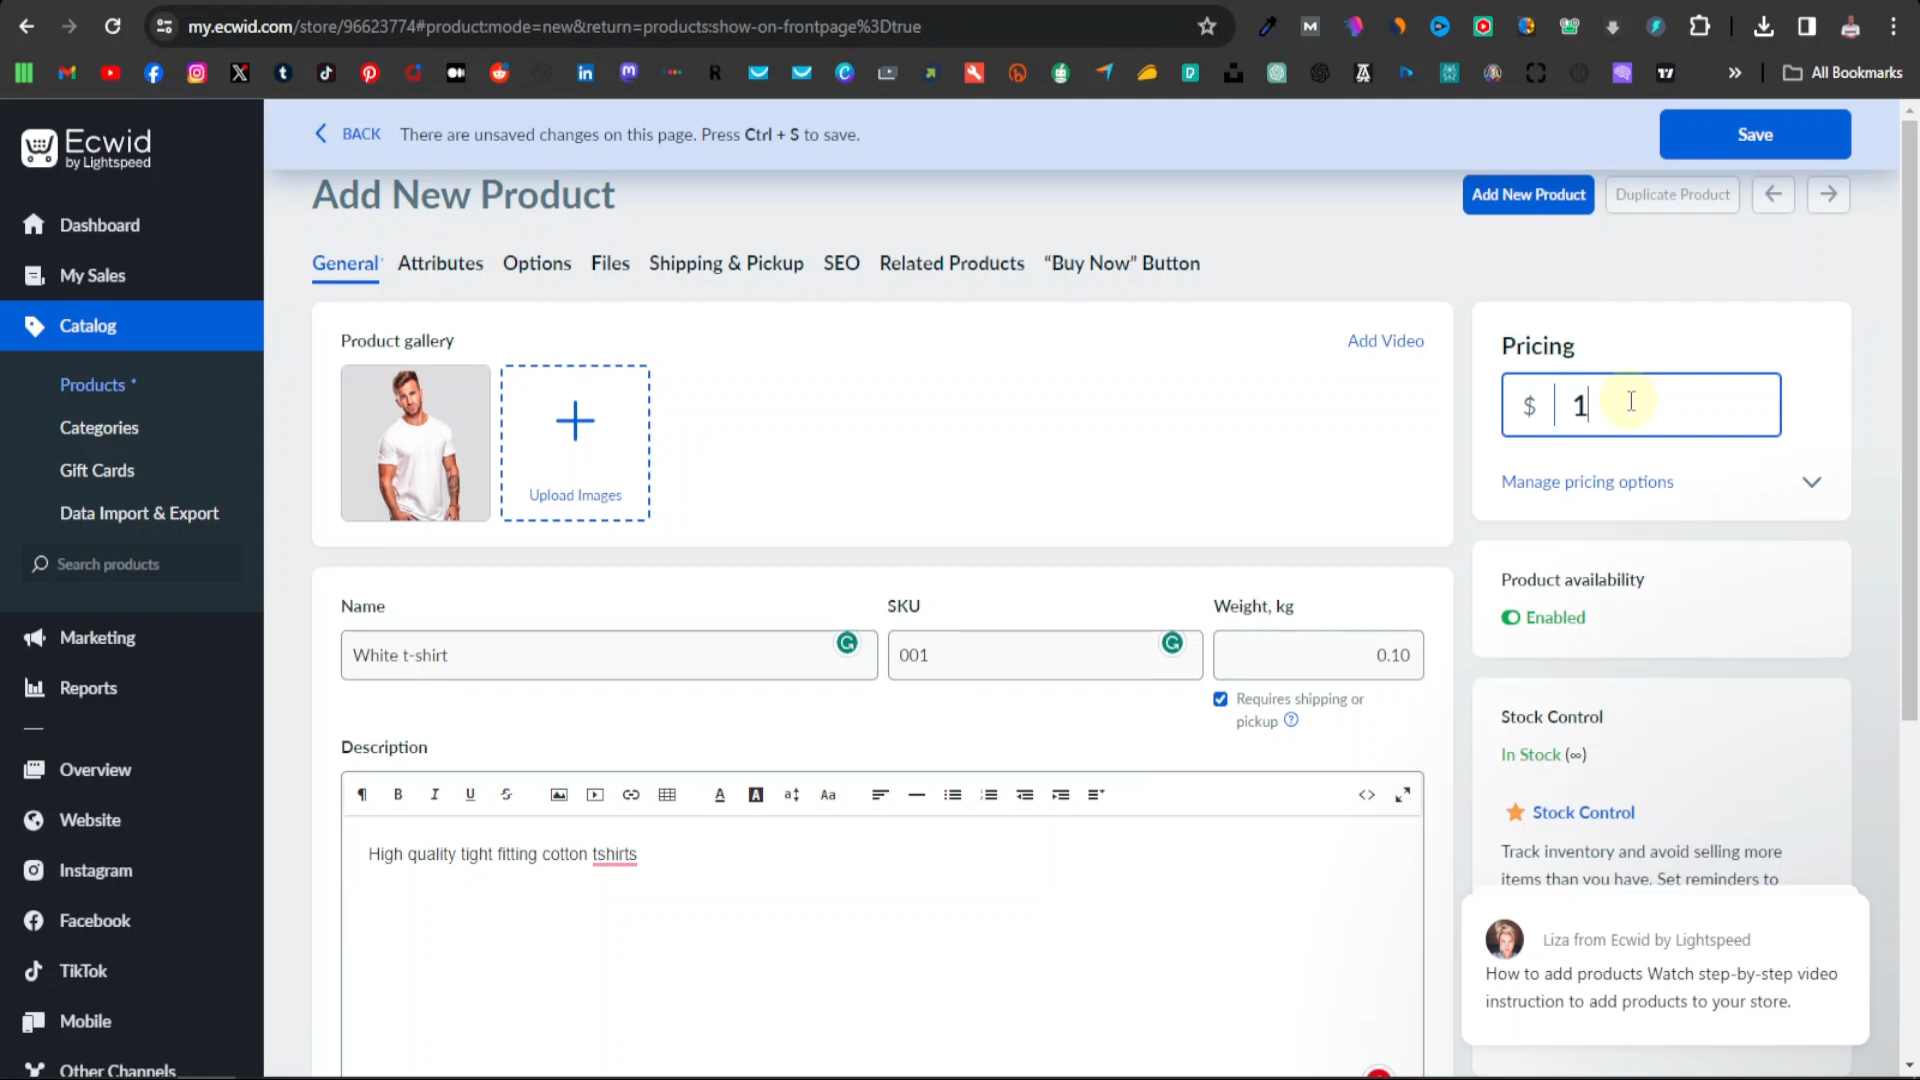 my.ecwid.com/store/96623774#product:mode=new&return=products:show-on-frontpage%3Dtrue
All Bookmarks
Ecwid
by Lightspeed
BACK
There are unsaved changes on this page. Press Ctrl + S to save.
Save
Add New Product
Add New Product
Duplicate Product
Dashboard
My Sales
Catalog
Products *
Categories
Gift Cards
Data Import & Export
Search products
Marketing
Reports
Overview
Website
Instagram
Facebook
TikTok
Mobile
Other Channels
General
Attributes
Options
Files
Shipping & Pickup
SEO
Related Products
“Buy Now” Button
Product gallery
Add Video
Upload Images
Name
SKU
Weight, kg
White t-shirt
001
0.10
Requires shipping or
pickup
Description
High quality tight fitting cotton tshirts
Pricing
$ 1
Manage pricing options
Product availability
Enabled
Stock Control
In Stock (∞)
Stock Control
Track inventory and avoid selling more
items than you have. Set reminders to
Liza from Ecwid by Lightspeed
How to add products Watch step-by-step video
instruction to add products to your store.